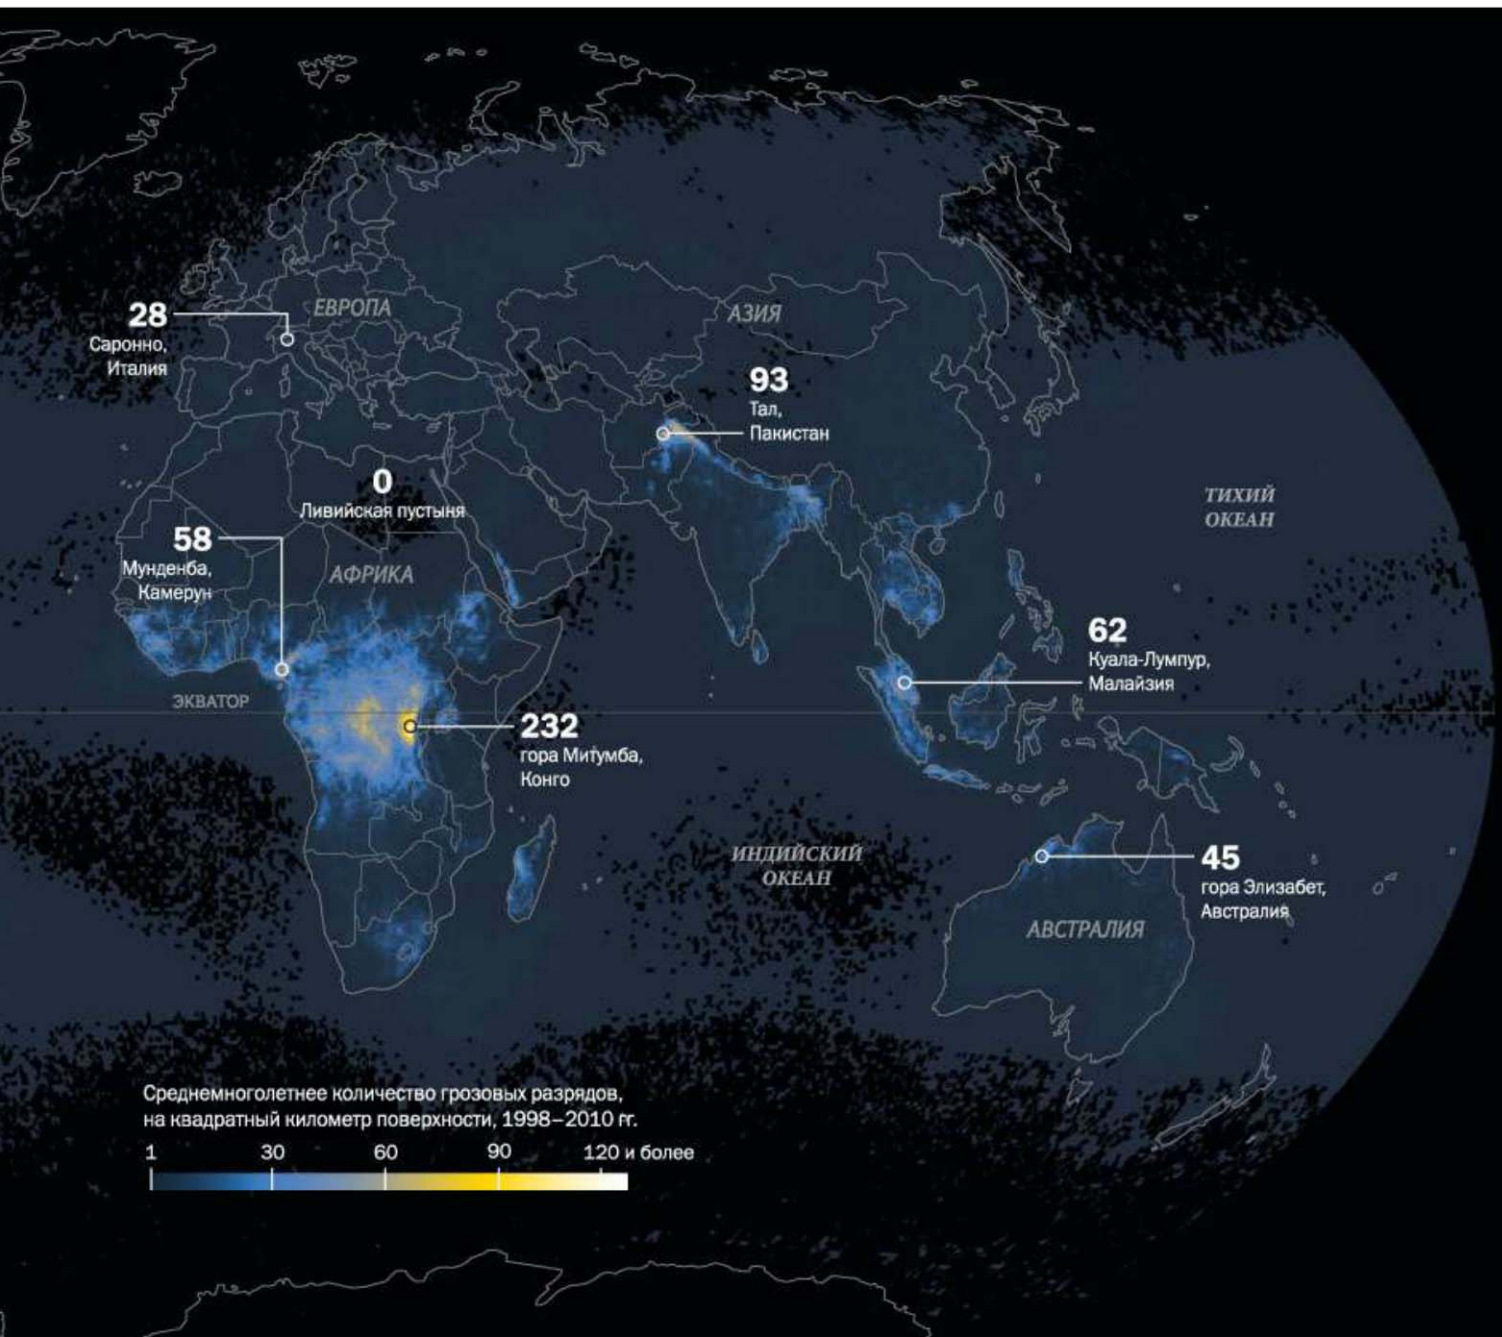 ЕВРОПА
28
Саронно,
Италия
АЗИЯ
93
Тал,
Пакистан
0
Ливийская пустыня
ТИХИЙ
ОКЕАН
58
Мунденба,
Камерун
АФРИКА
62
Куала-Лумпур,
Малайзия
ЭКВАТОР
232
гора Митумба,
Конго
ИНДИЙСКИЙ
ОКЕАН
45
гора Элизабет,
Австралия
АВСТРАЛИЯ
Среднемноголетнее количество грозовых разрядов,
на квадратный километр поверхности, 1998–2010 гг.
1 30 60 90 120 и более